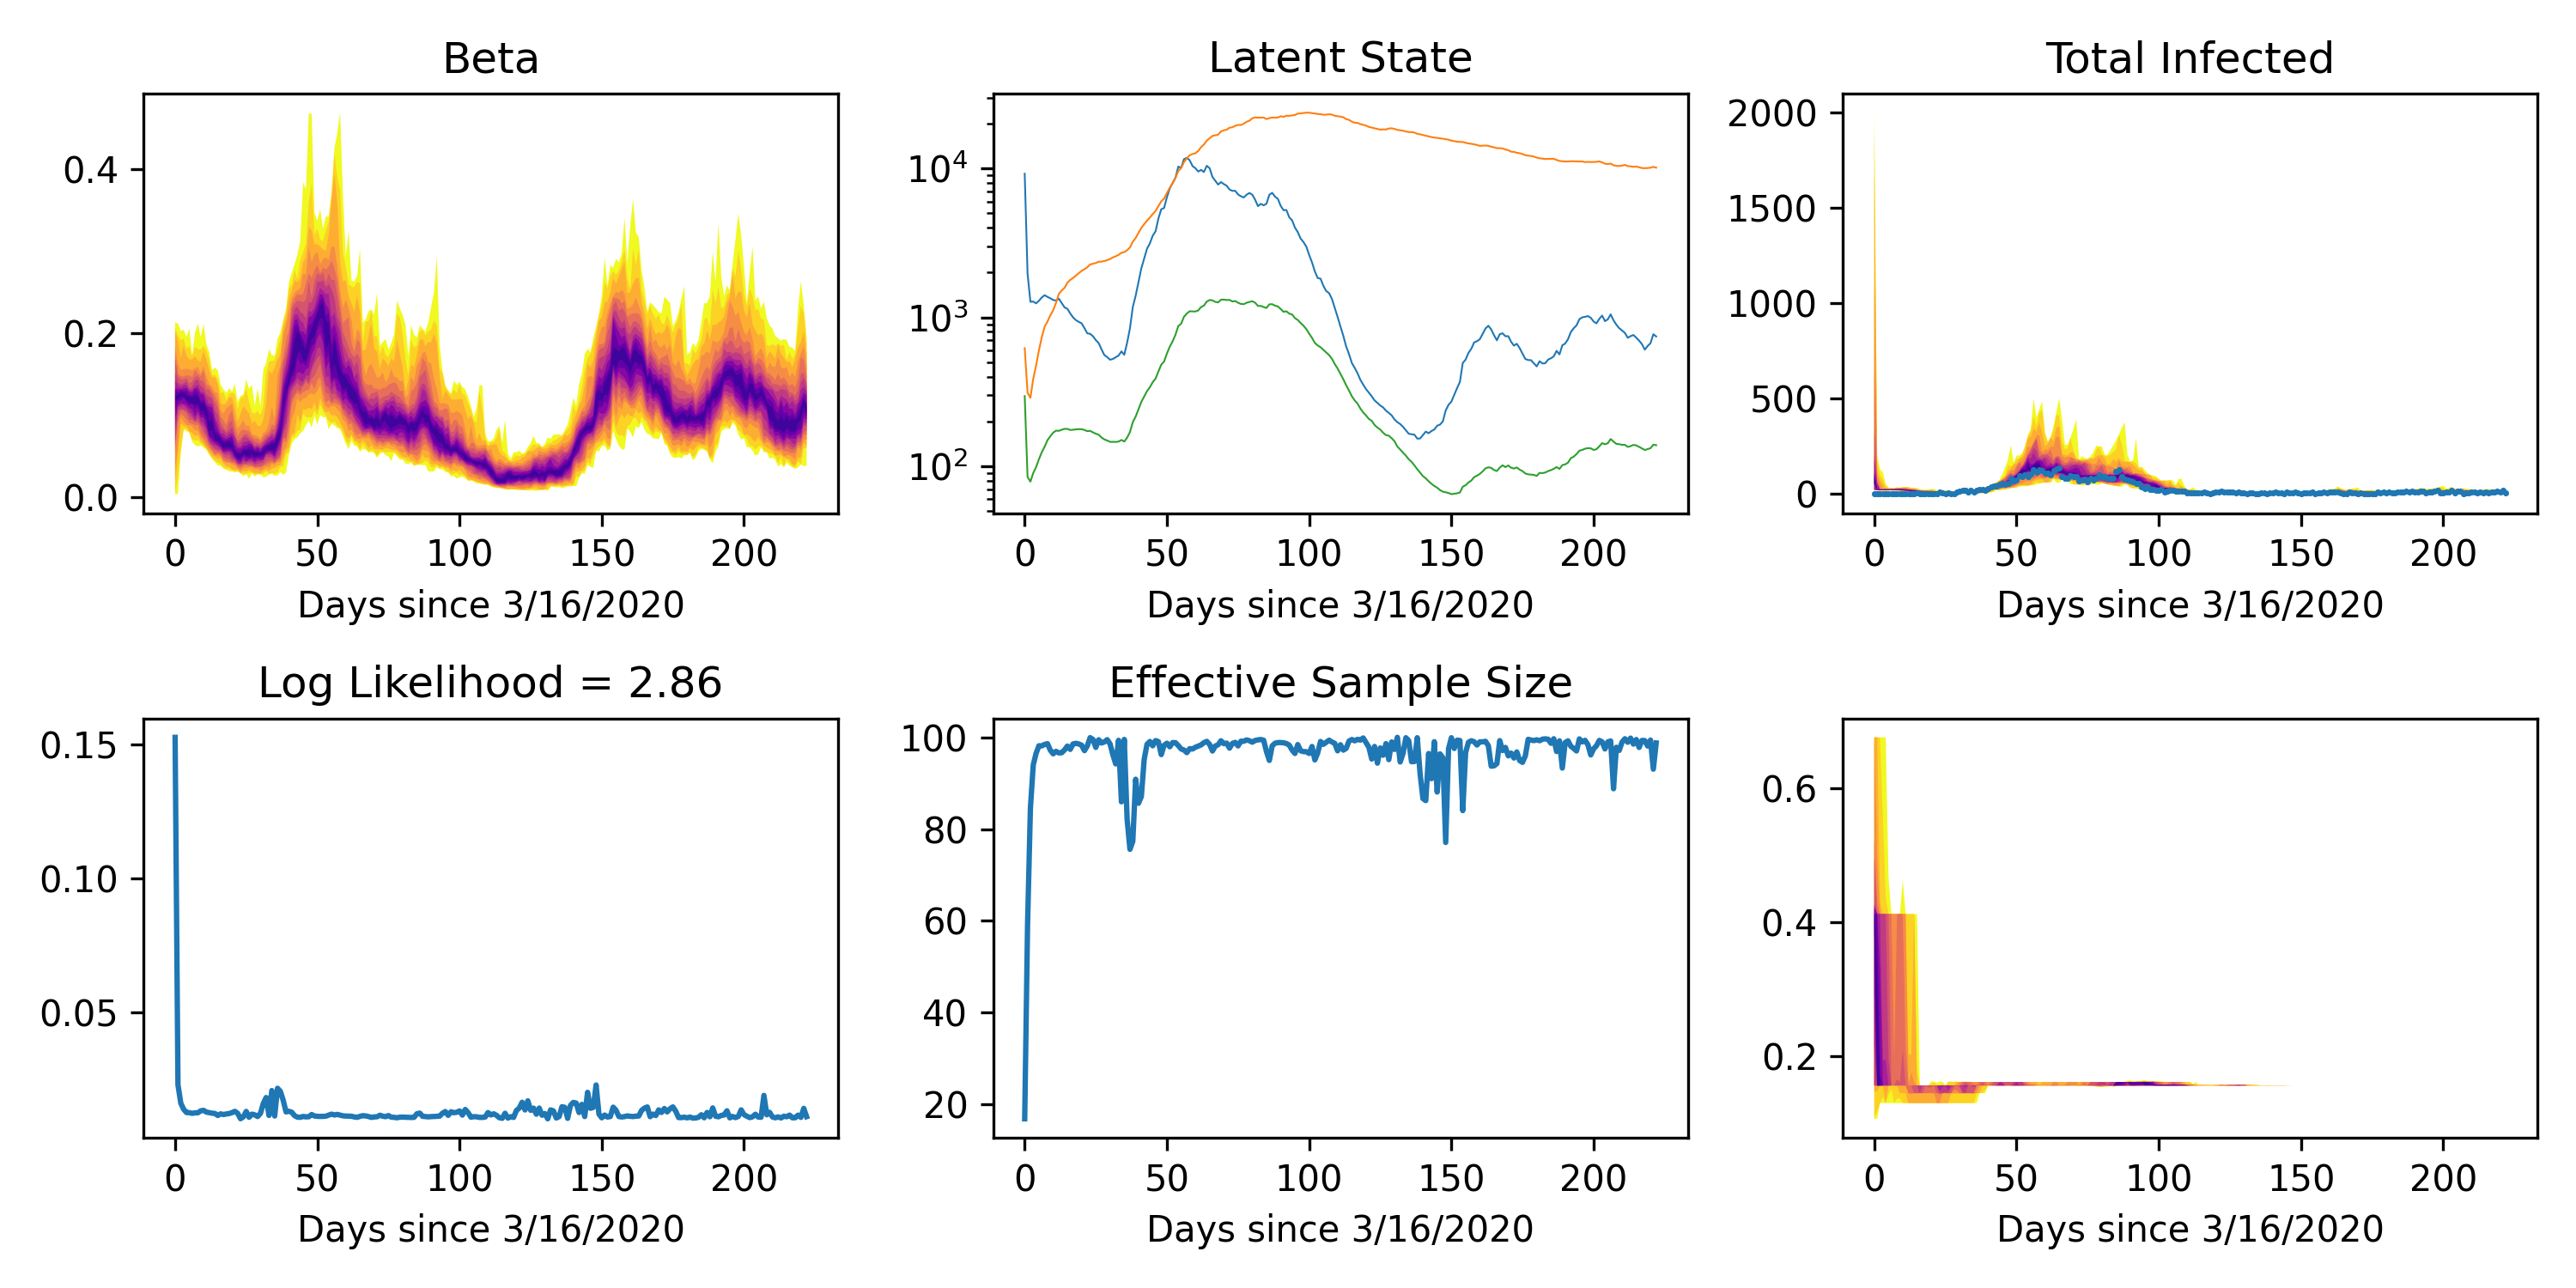 Beta
0.4
0.2
0.0
0 50 100 150 200
Days since 3/16/2020
Latent State
10^4
10^3
10^2
0 50 100 150 200
Days since 3/16/2020
Total Infected
2000
1500
1000
500
0
0 50 100 150 200
Days since 3/16/2020
Log Likelihood = 2.86
0.15
0.10
0.05
0 50 100 150 200
Days since 3/16/2020
Effective Sample Size
100
80
60
40
20
0 50 100 150 200
Days since 3/16/2020
0.6
0.4
0.2
0 50 100 150 200
Days since 3/16/2020